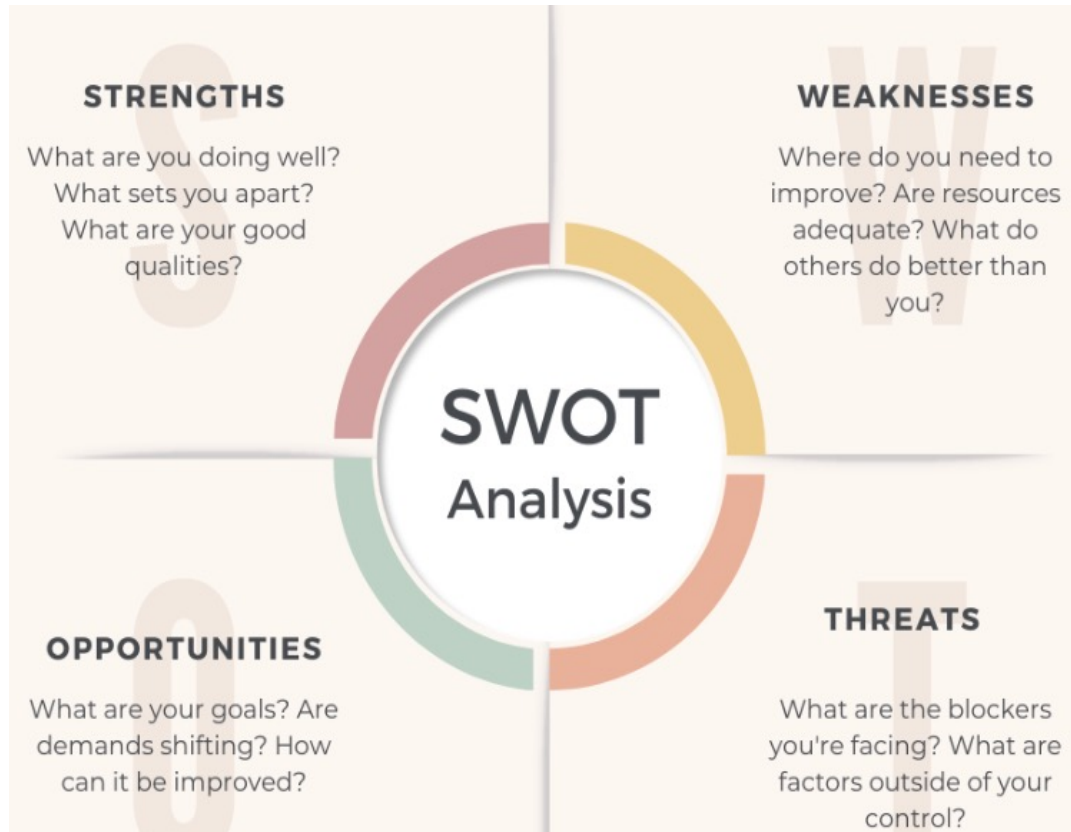 S
STRENGTHS
What are you doing well?
What sets you apart?
What are your good
qualities?
W
WEAKNESSES
Where do you need to
improve? Are resources
adequate? What do
others do better than
you?
SWOT
Analysis
O
OPPORTUNITIES
What are your goals? Are
demands shifting? How
can it be improved?
T
THREATS
What are the blockers
you're facing? What are
factors outside of your
control?